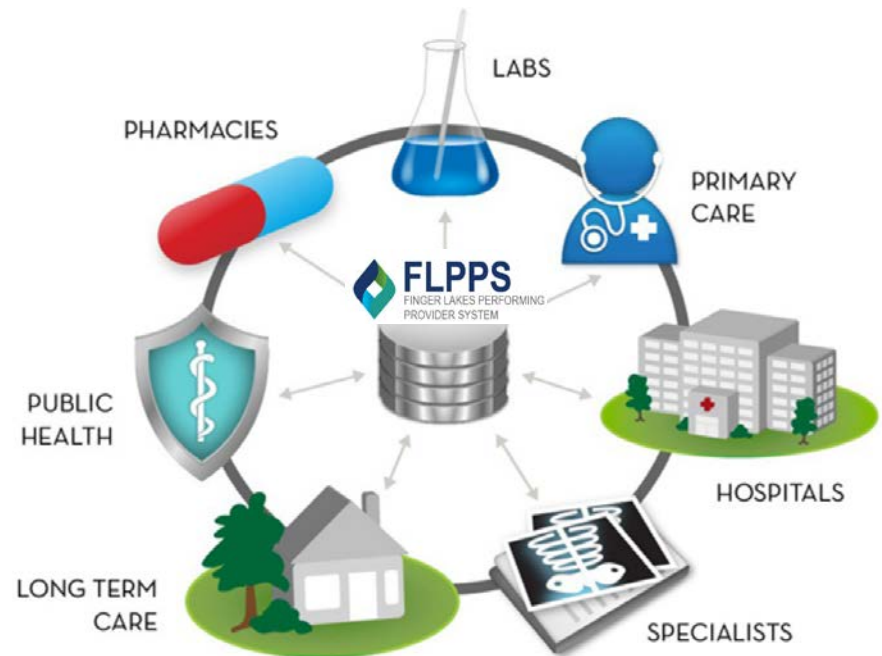 LABS
PHARMACIES
PRIMARY
CARE
FLPPS
FINGER LAKES PERFORMING
PROVIDER SYSTEM
PUBLIC
HEALTH
HOSPITALS
LONG TERM
CARE
SPECIALISTS